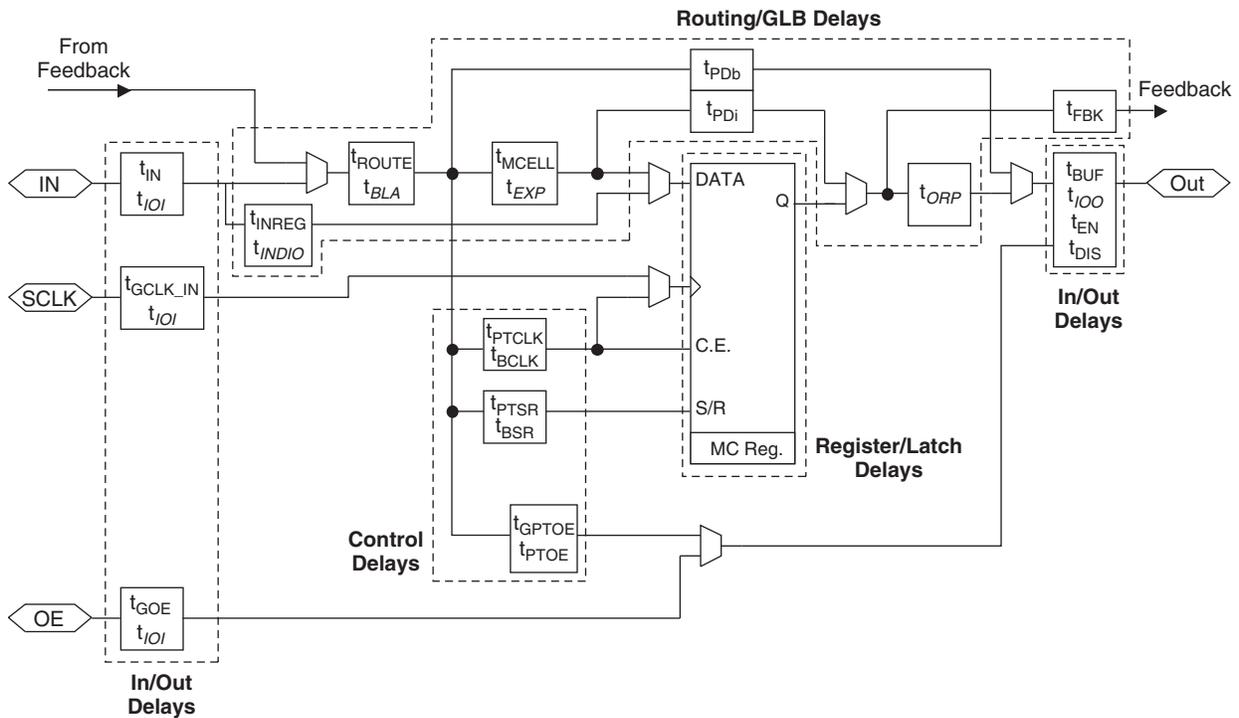 Routing/GLB Delays
From
Feedback
tPDb
tPDi
tFBK
Feedback
IN
tIN
tIOI
tROUTE
tBLA
tMCELL
tEXP
tINREG
tINDIO
DATA
Q
tORP
tBUF
tIOO
tEN
tDIS
Out
In/Out
Delays
SCLK
tGCLK_IN
tIOI
tPTCLK
tBCLK
C.E.
tPTSR
tBSR
S/R
MC Reg.
Register/Latch
Delays
Control
Delays
tGPTOE
tPTOE
OE
tGOE
tIOI
In/Out
Delays